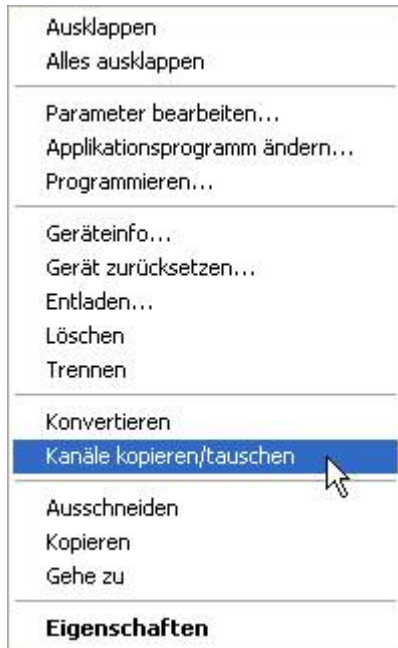 Ausklappen
Alles ausklappen
Parameter bearbeiten...
Applikationsprogramm ändern...
Programmieren...
Geräteinfo...
Gerät zurücksetzen...
Entladen...
Löschen
Trennen
Konvertieren
Kanäle kopieren/tauschen
Ausschneiden
Kopieren
Gehe zu
Eigenschaften